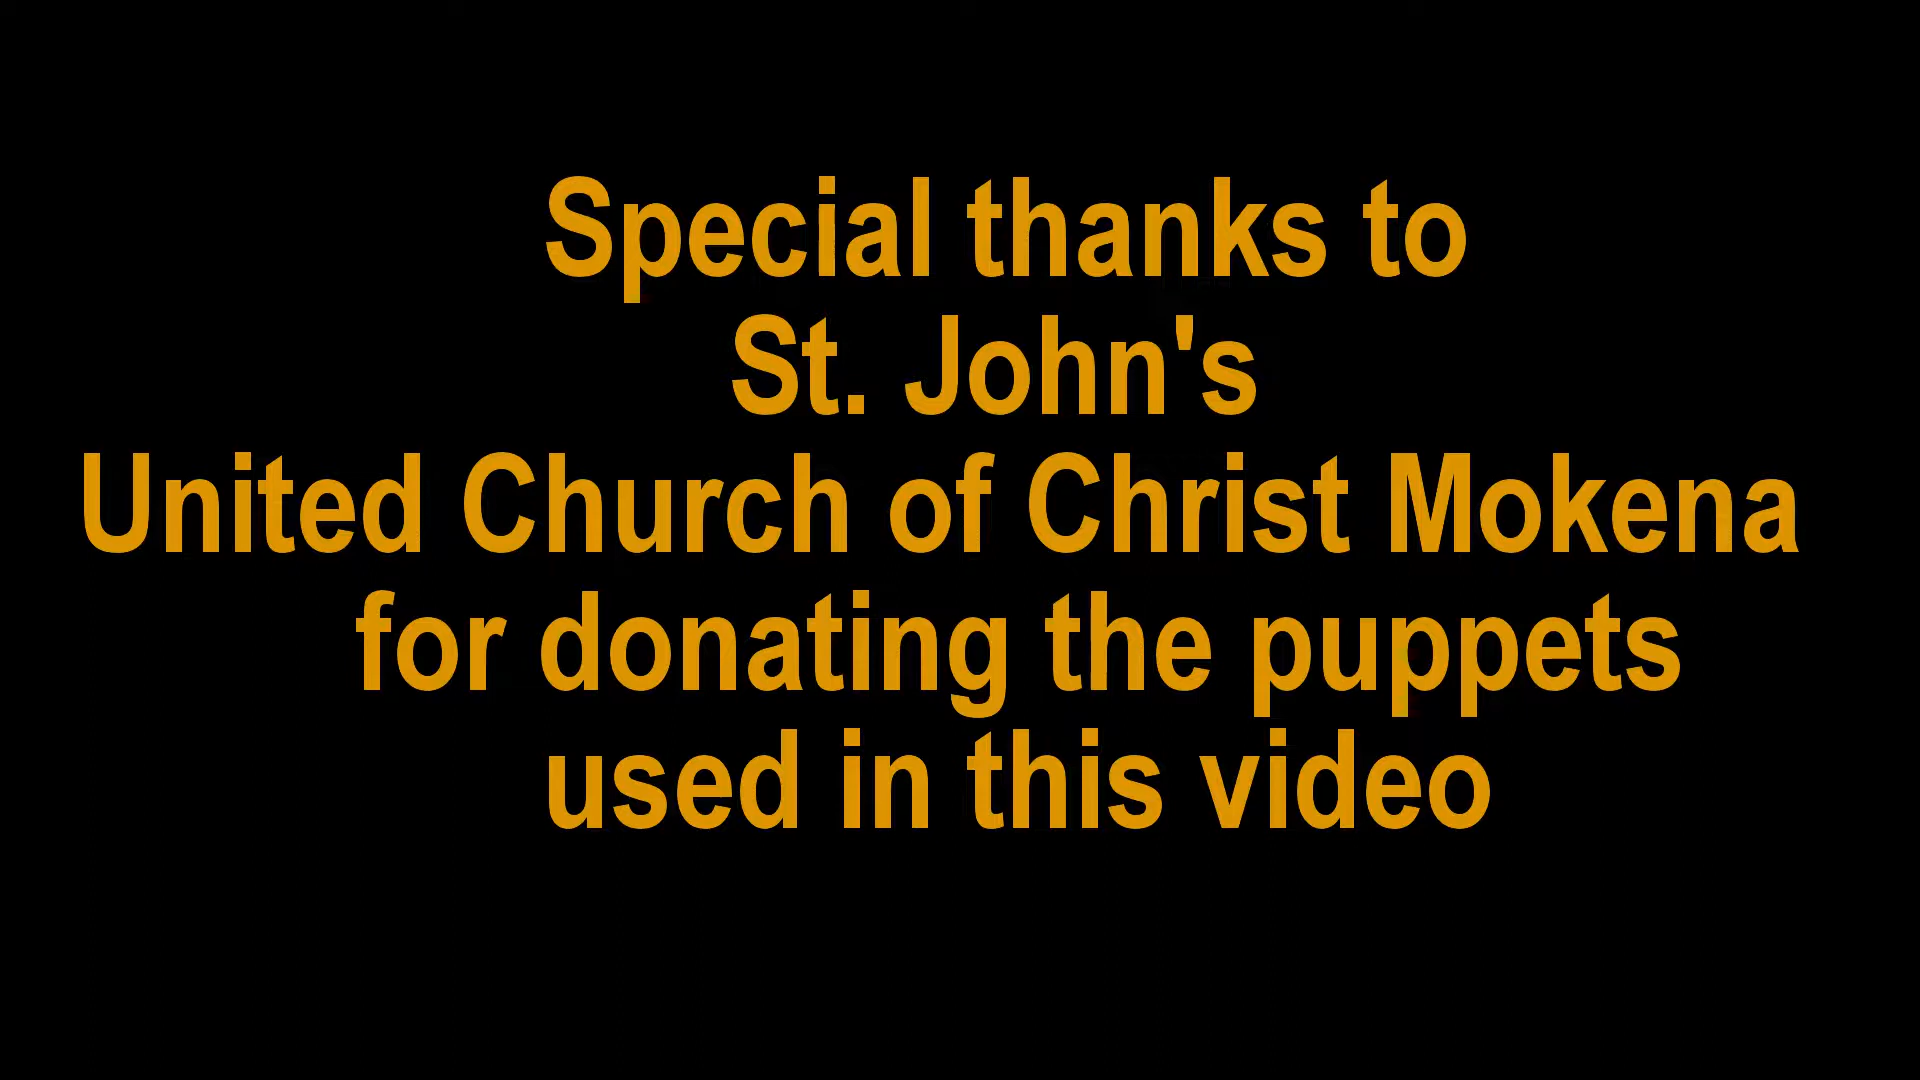 Special thanks to
St. John's
United Church of Christ Mokena
for donating the puppets
used in this video